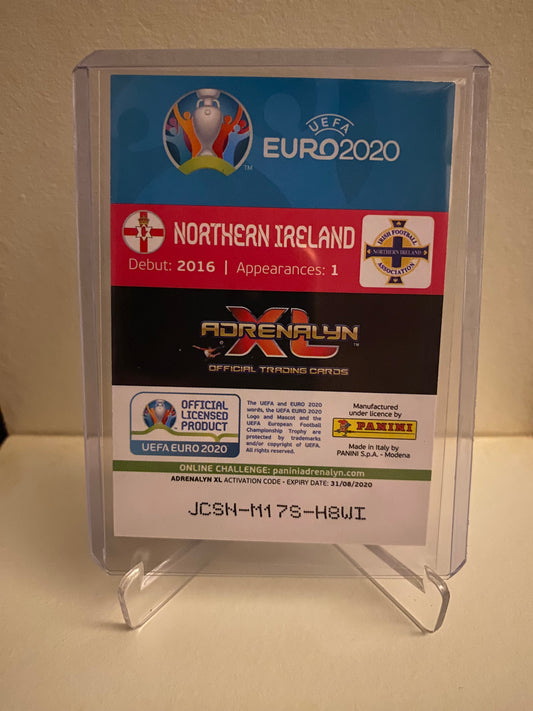 UEFA
EURO2020
TM
NORTHERN IRELAND
Debut: 2016 | Appearances: 1
IRISH FOOTBALL
NORTHERN IRELAND
ASSOCIATION
ADRENALYN
XL
TM
OFFICIAL TRADING CARDS
OFFICIAL
LICENSED
PRODUCT
UEFA EURO 2020
The UEFA and EURO 2020
words, the UEFA EURO 2020
Logo and Mascot and the
UEFA European Football
Championship Trophy are
protected by trademarks
and/or copyright of UEFA.
All rights reserved.
Manufactured
under licence by
PANINI
Made in Italy by
PANINI S.p.A. - Modena
ONLINE CHALLENGE: paniniadrenalyn.com
ADRENALYN XL ACTIVATION CODE - EXPIRY DATE: 31/08/2020
JCSN-M17S-H8WI